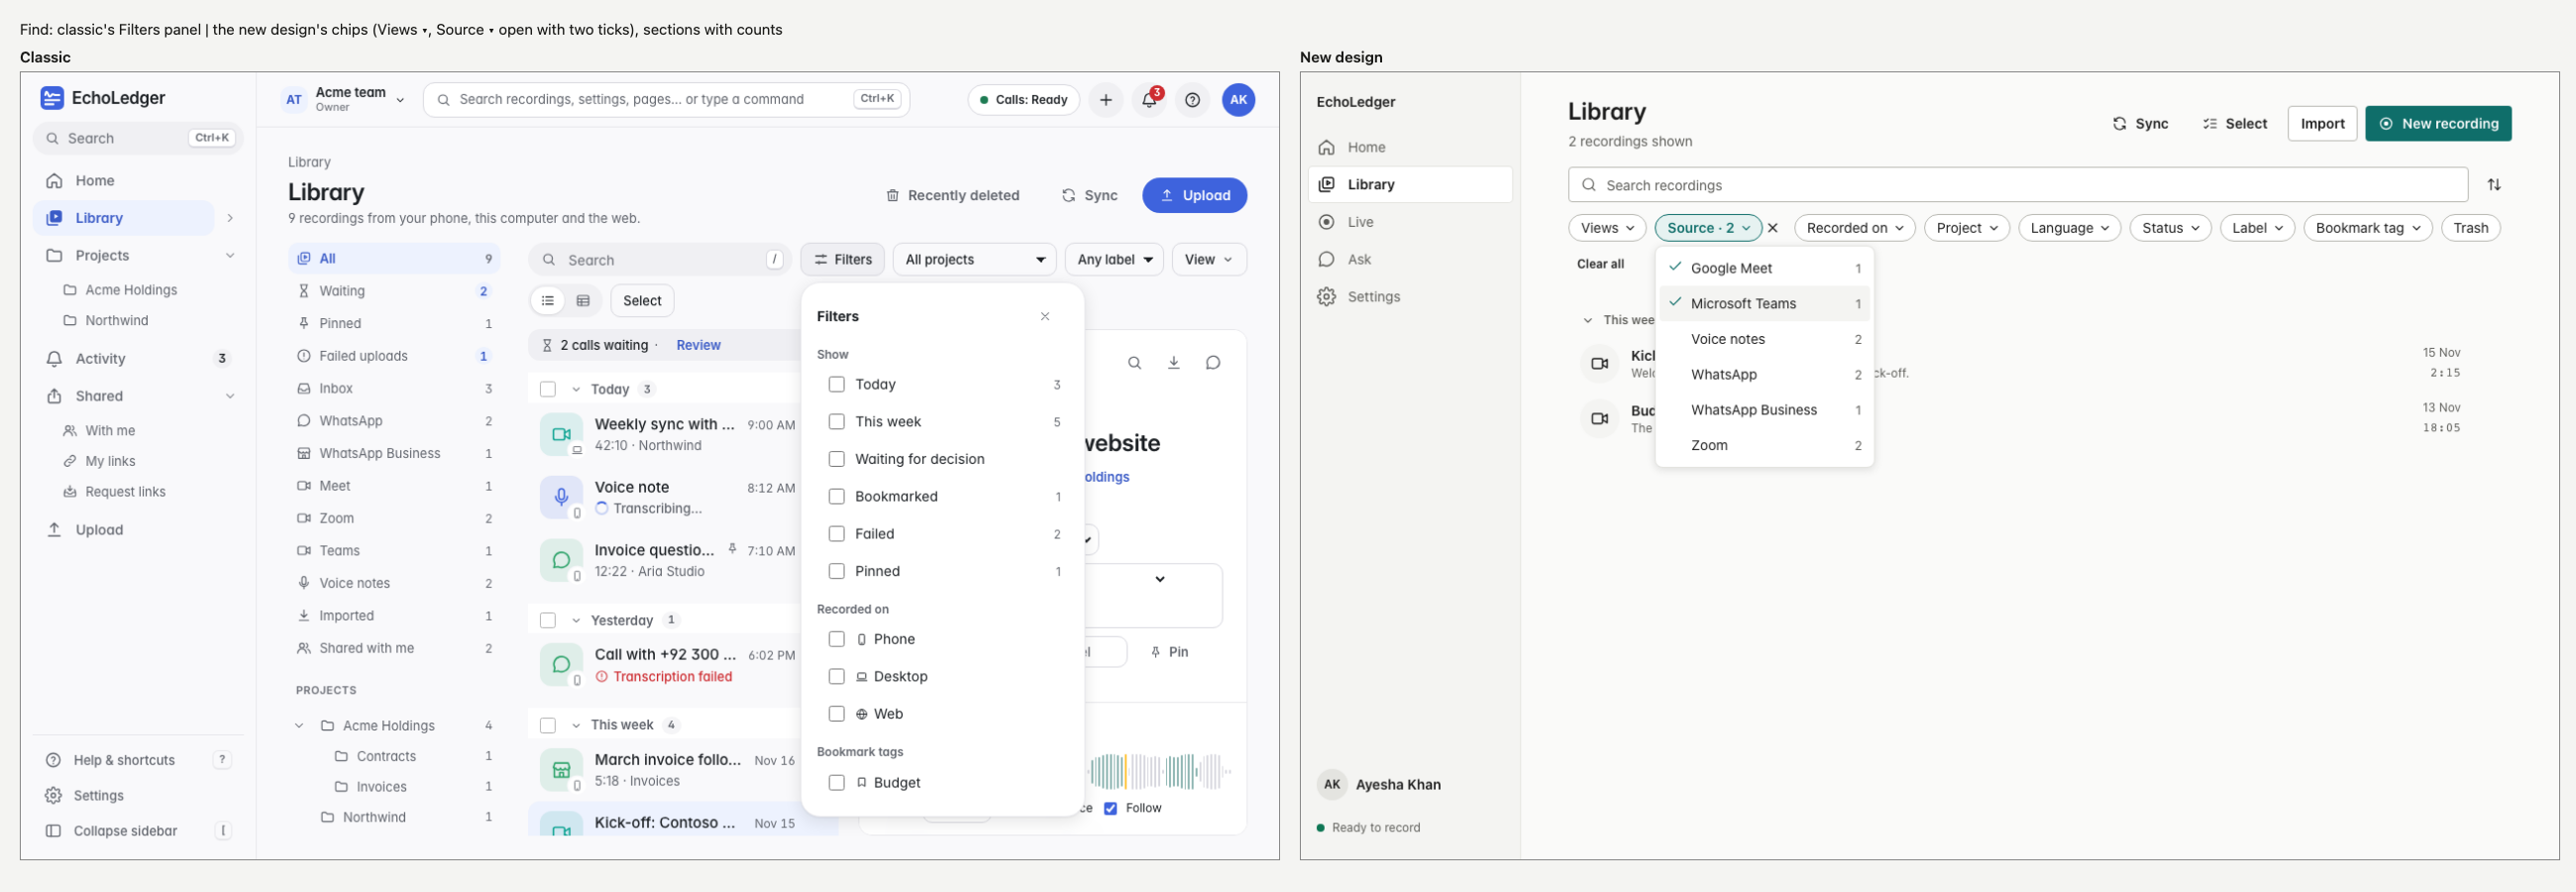 Find: classic's Filters panel | the new design's chips (Views ▾, Source ▾ open with two ticks), sections with counts
Classic
EchoLedger
Search Ctrl+K
Home
Library
Projects
Acme Holdings
Northwind
Activity 3
Shared
With me
My links
Request links
Upload
Help & shortcuts ?
Settings
Collapse sidebar [
AT Acme team
Owner
Search recordings, settings, pages... or type a command Ctrl+K
Calls: Ready
3
AK
Library
Library
9 recordings from your phone, this computer and the web.
Recently deleted Sync Upload
All 9
Waiting 2
Pinned 1
Failed uploads 1
Inbox 3
WhatsApp 2
WhatsApp Business 1
Meet 1
Zoom 2
Teams 1
Voice notes 2
Imported 1
Shared with me 2
PROJECTS
Acme Holdings 4
Contracts 1
Invoices 1
Northwind 1
Search / Filters All projects Any label View
Select
2 calls waiting · Review
Today 3
Weekly sync with ... 9:00 AM
42:10 · Northwind
Voice note 8:12 AM
Transcribing...
Invoice questio... 7:10 AM
12:22 · Aria Studio
Yesterday 1
Call with +92 300 ... 6:02 PM
Transcription failed
This week 4
March invoice follo... Nov 16
5:18 · Invoices
Kick-off: Contoso ... Nov 15
Filters
Show
Today 3
This week 5
Waiting for decision
Bookmarked 1
Failed 2
Pinned 1
Recorded on
Phone
Desktop
Web
Bookmark tags
Budget
website
oldings
el
Pin
ce Follow
New design
EchoLedger
Home
Library
Live
Ask
Settings
AK Ayesha Khan
Ready to record
Library
2 recordings shown
Sync Select Import New recording
Search recordings
Views Source · 2 Recorded on Project Language Status Label Bookmark tag Trash
Clear all
Google Meet 1
Microsoft Teams 1
Voice notes 2
WhatsApp 2
WhatsApp Business 1
Zoom 2
This wee
Kicl 15 Nov
Welc ck-off. 2:15
Bud 13 Nov
The 18:05